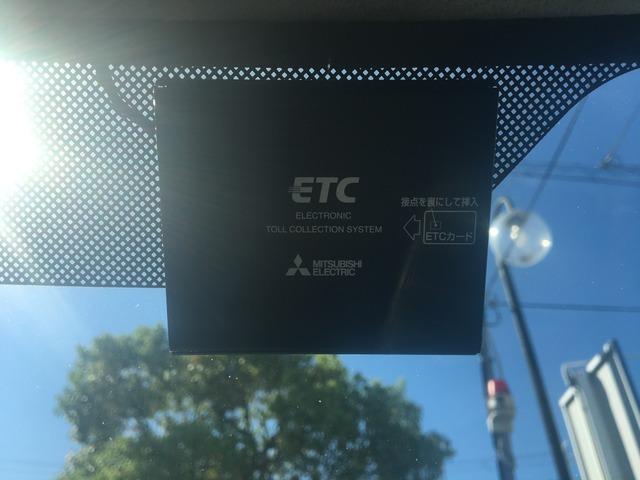 ETC
ELECTRONIC
TOLL COLLECTION SYSTEM
接点を裏にして挿入
ETCカード
MITSUBISHI
ELECTRIC